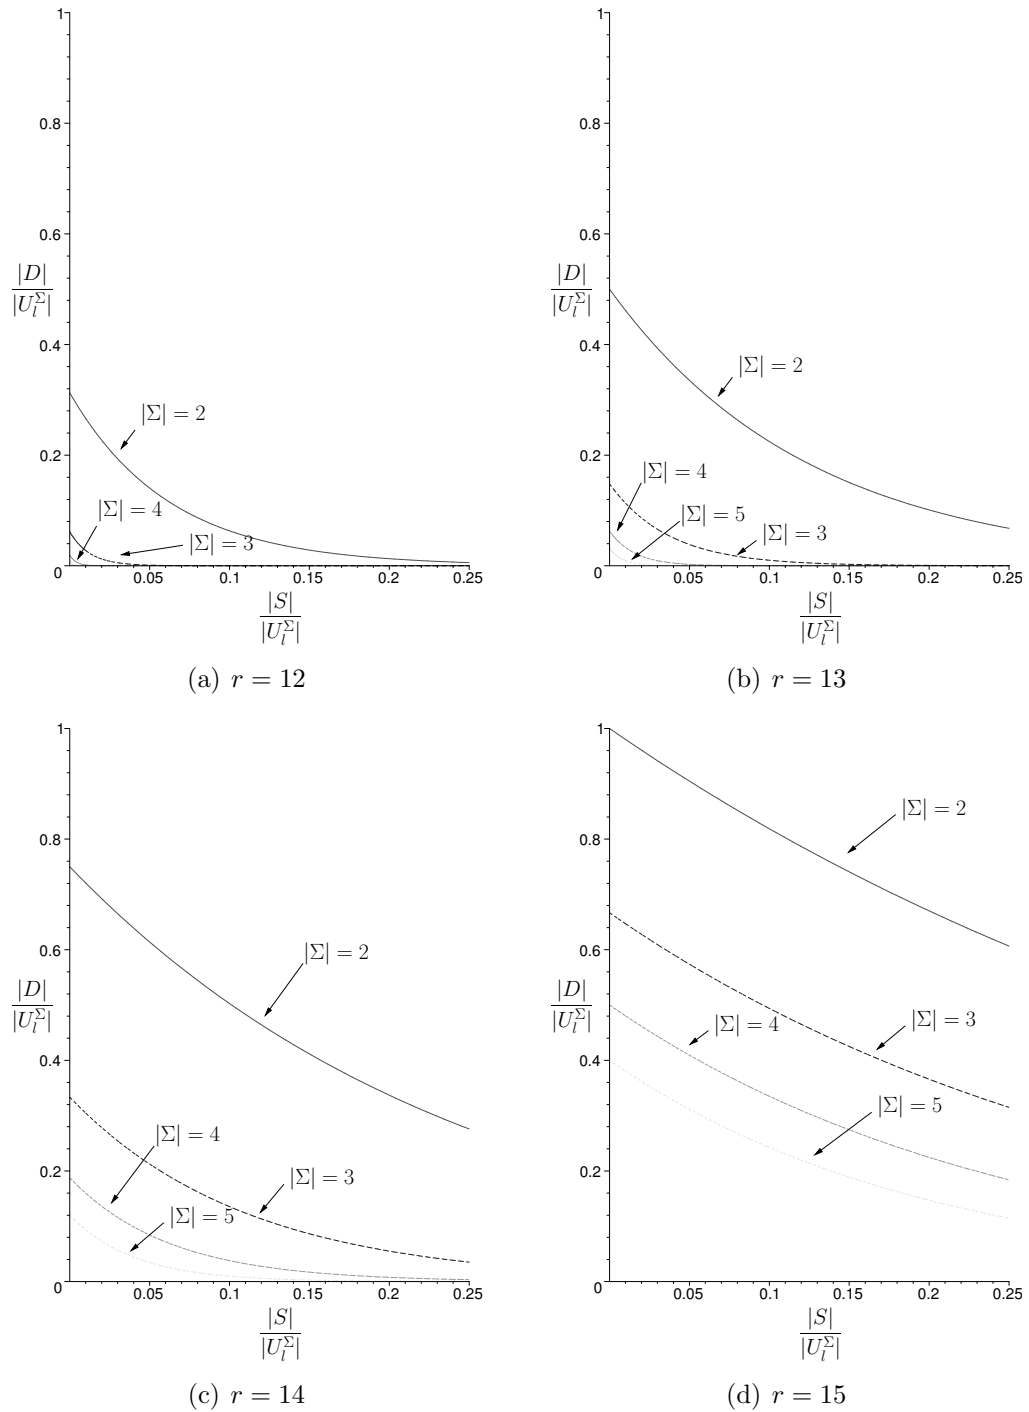 1
0.8
0.6
|D|
|U_l^Σ|
0.4
|Σ| = 2
0.2
|Σ| = 4
|Σ| = 3
0
0.05
0.1
0.15
0.2
0.25
|S|
|U_l^Σ|
(a) r = 12
1
0.8
0.6
|D|
|U_l^Σ|
0.4
|Σ| = 2
0.2
|Σ| = 4
|Σ| = 5
|Σ| = 3
0
0.05
0.1
0.15
0.2
0.25
|S|
|U_l^Σ|
(b) r = 13
1
0.8
|Σ| = 2
0.6
|D|
|U_l^Σ|
0.4
|Σ| = 4
|Σ| = 3
0.2
|Σ| = 5
0
0.05
0.1
0.15
0.2
0.25
|S|
|U_l^Σ|
(c) r = 14
1
|Σ| = 2
0.8
0.6
|D|
|U_l^Σ|
|Σ| = 4
|Σ| = 3
0.4
|Σ| = 5
0.2
0
0.05
0.1
0.15
0.2
0.25
|S|
|U_l^Σ|
(d) r = 15